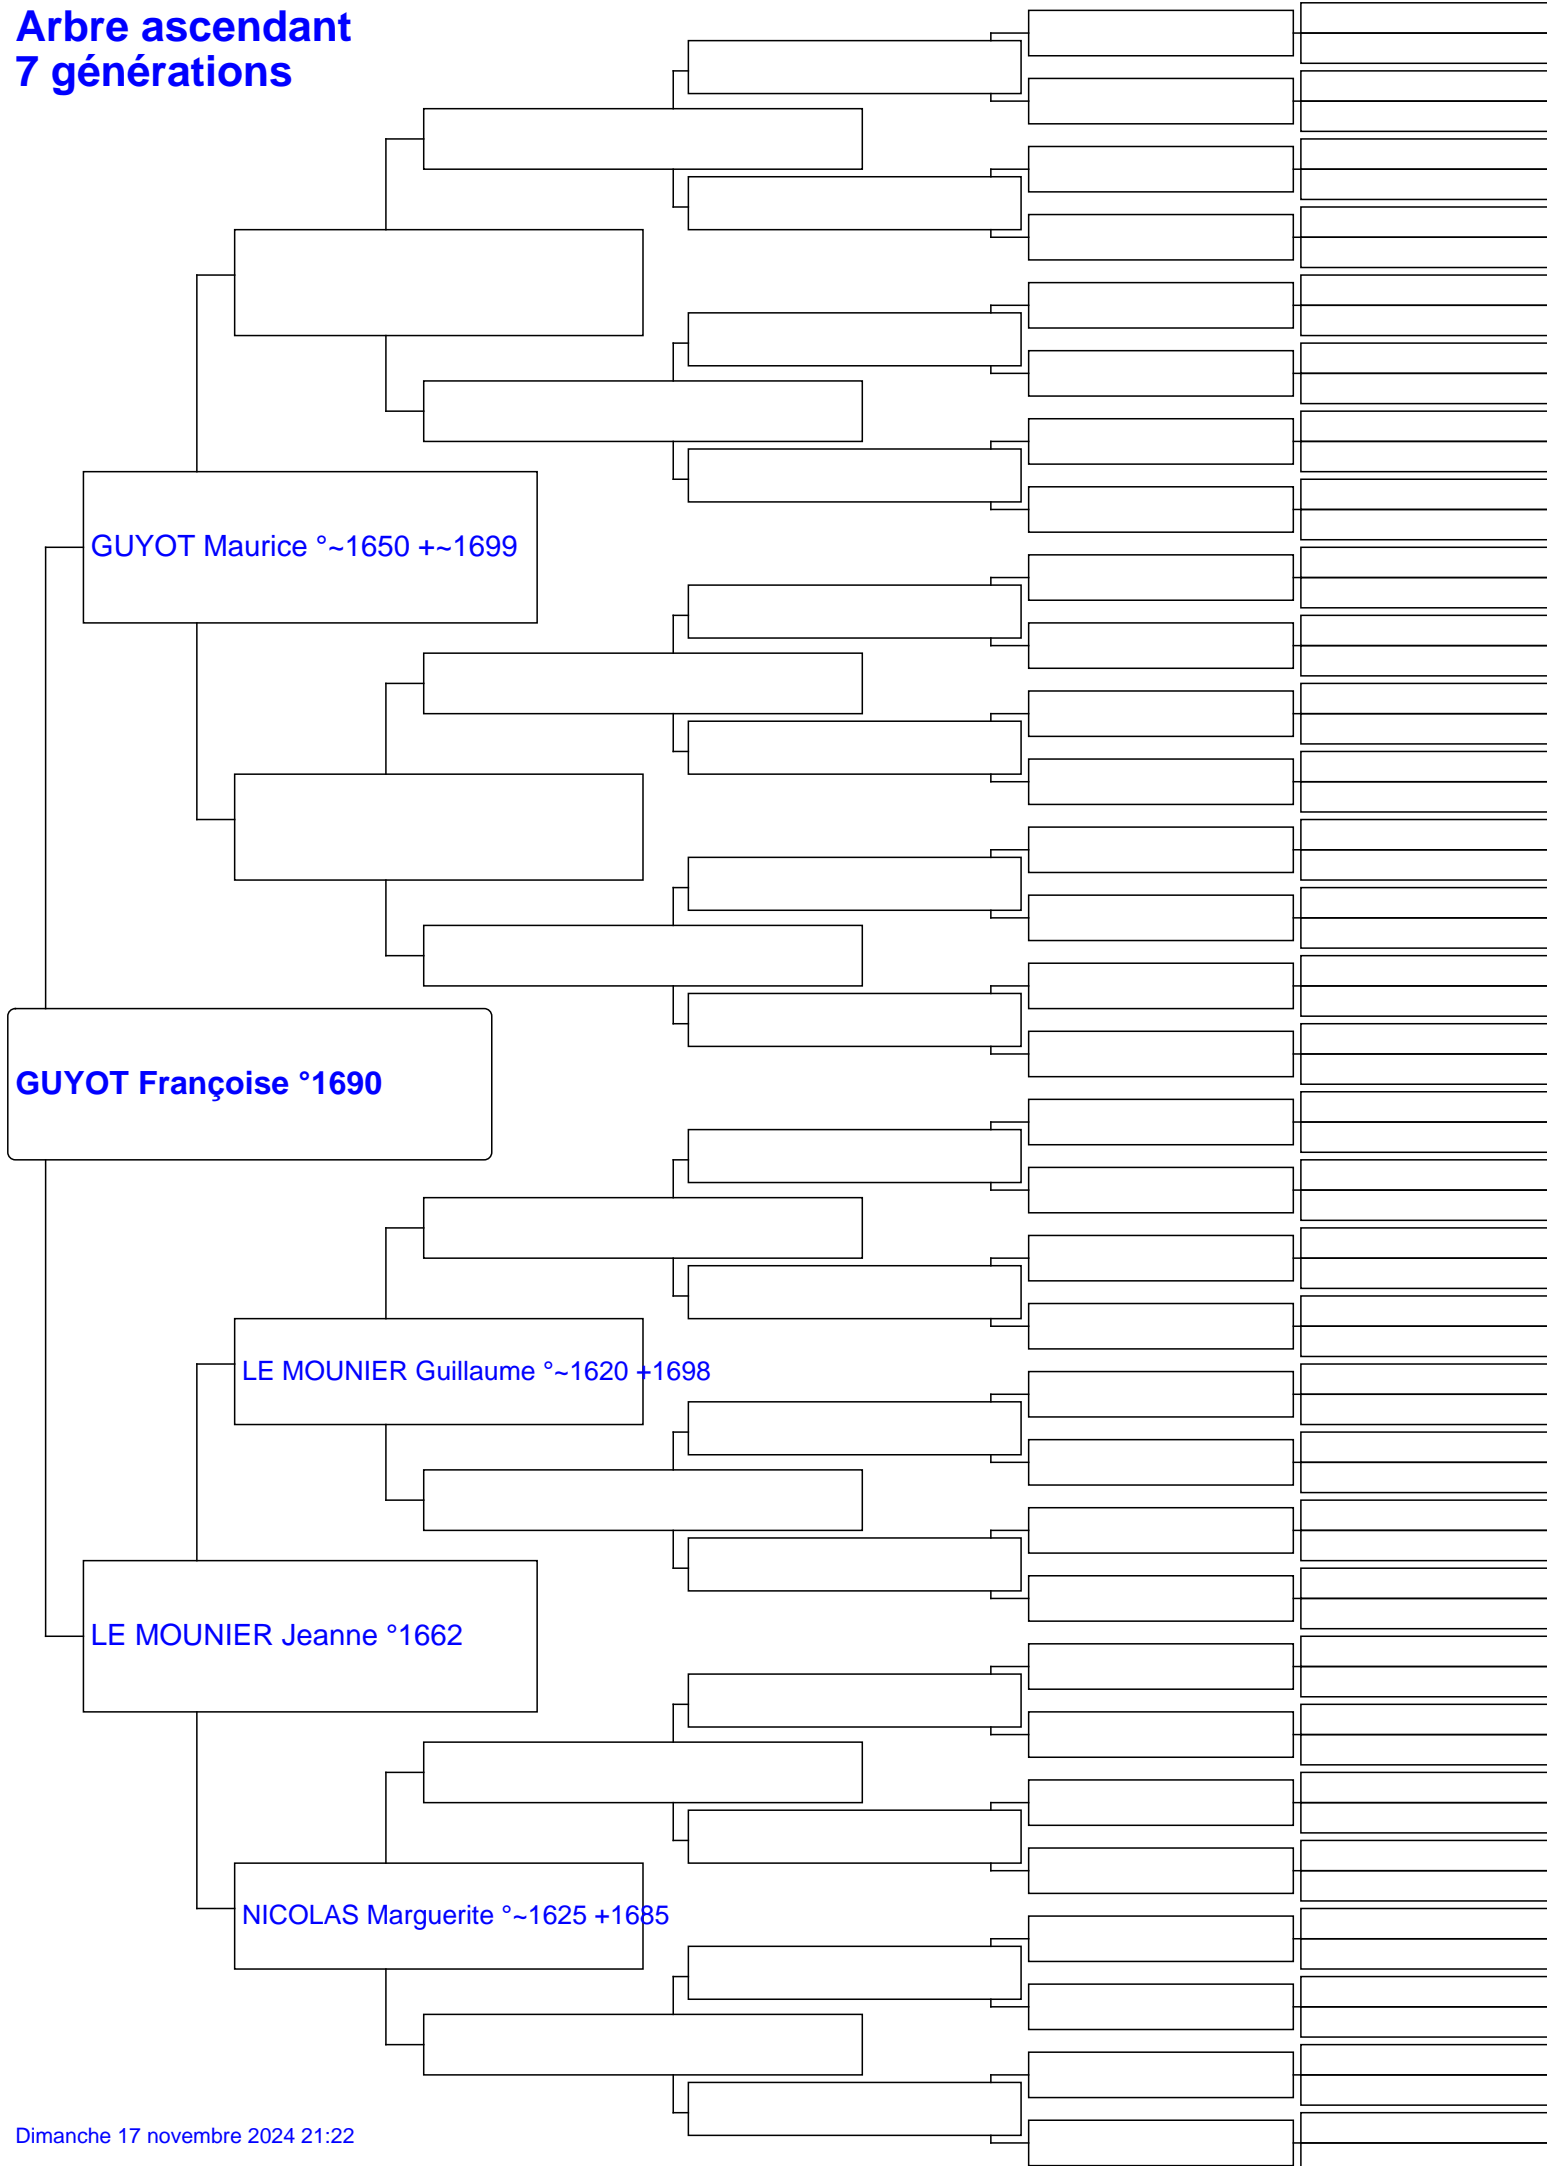 Arbre ascendant
7 générations
GUYOT Maurice °~1650 +~1699
GUYOT Françoise °1690
LE MOUNIER Guillaume °~1620 +1698
LE MOUNIER Jeanne °1662
NICOLAS Marguerite °~1625 +1685
Dimanche 17 novembre 2024 21:22